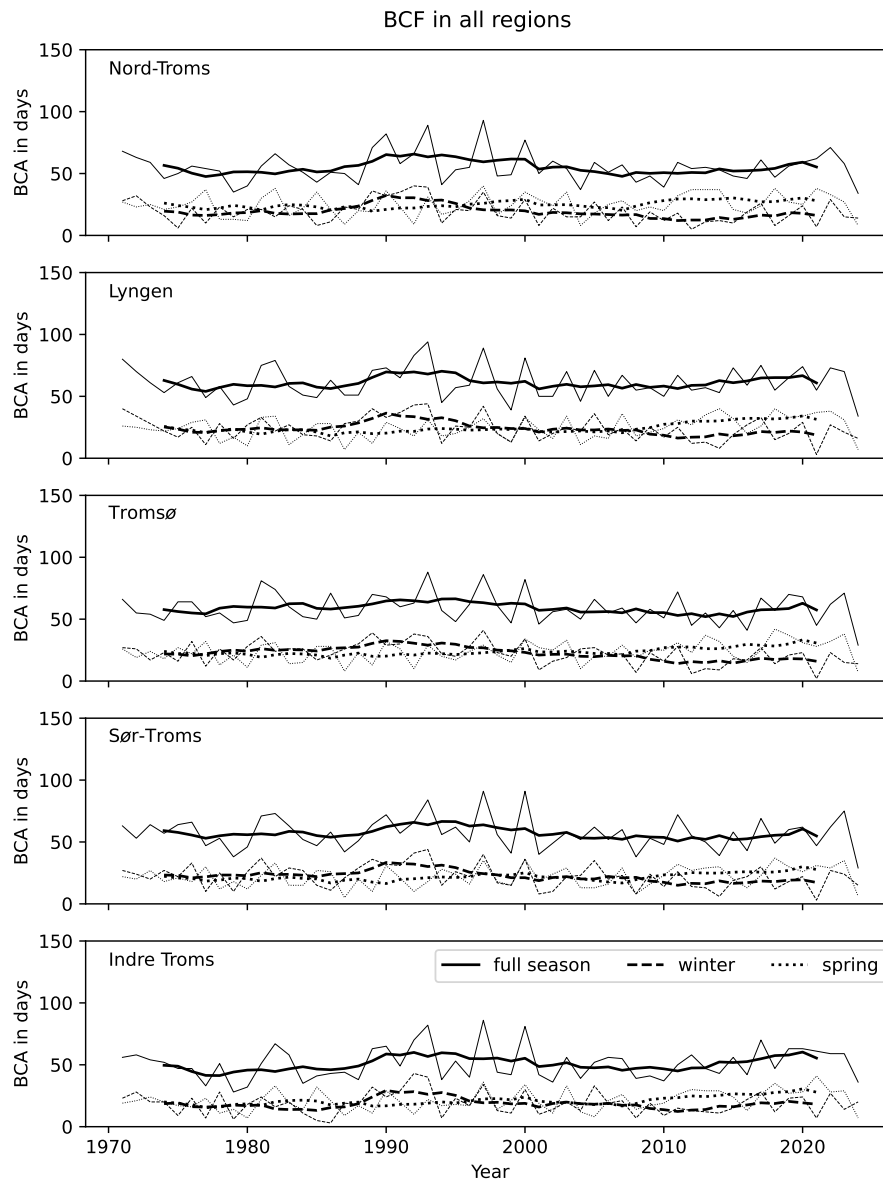 BCF in all regions
150
100
50
0
BCA in days
Nord-Troms
150
100
50
0
BCA in days
Lyngen
150
100
50
0
BCA in days
Tromsø
150
100
50
0
BCA in days
Sør-Troms
150
100
50
0
BCA in days
Indre Troms
full season winter spring
1970 1980 1990 2000 2010 2020
Year